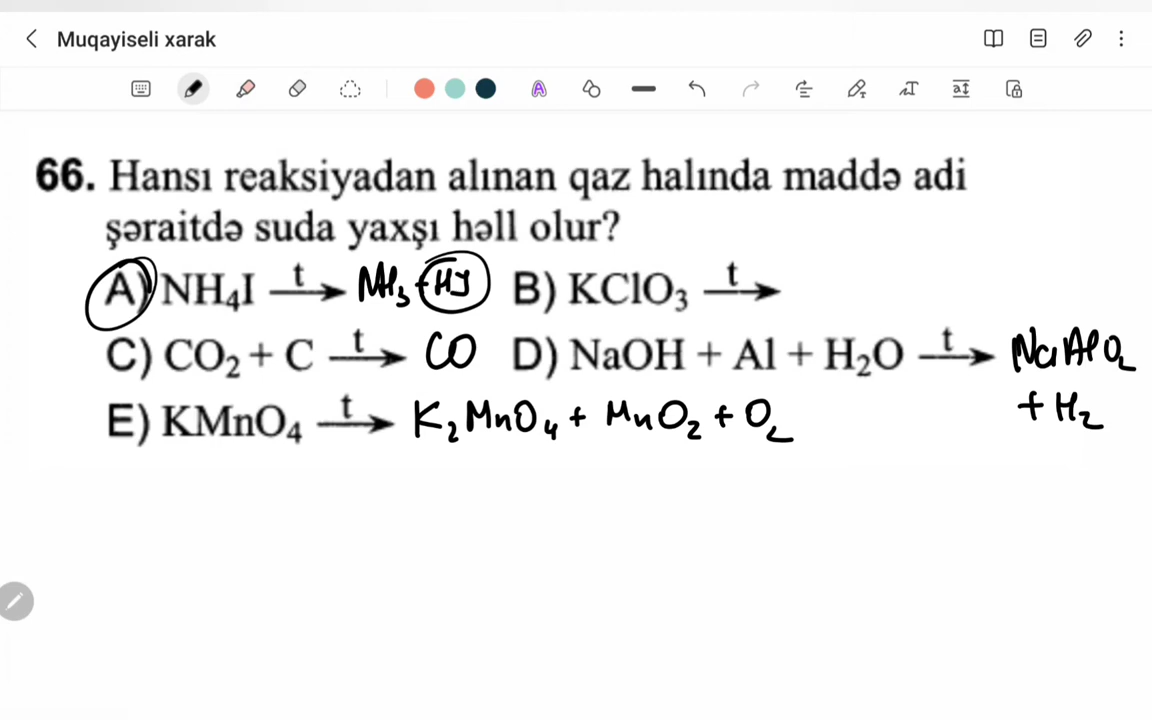 Muqayiseli xarak
66. Hansı reaksiyadan alınan qaz halında maddə adi
şəraitdə suda yaxşı həll olur?
A) NH₄I —t→ NH₃ + HJ B) KClO₃ —t→
C) CO₂ + C —t→ CO D) NaOH + Al + H₂O —t→ NaAlO₂
+ H₂
E) KMnO₄ —t→ K₂MnO₄ + MnO₂ + O₂